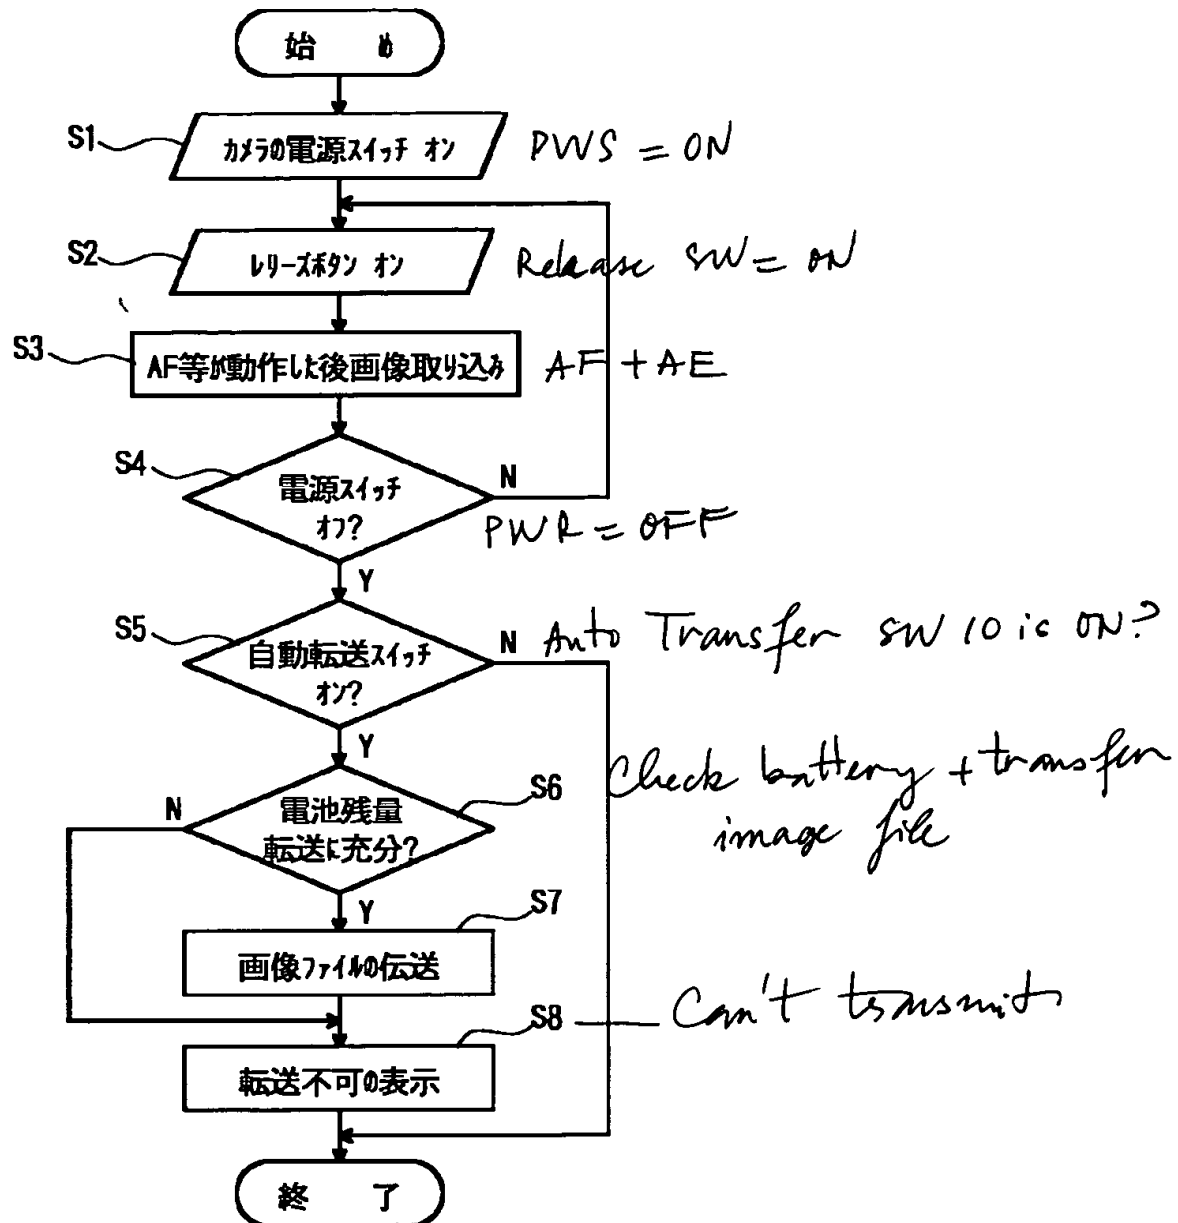 始 め
S1
カメラの電源スイッチ オン
PWS = ON
S2
レリーズボタン オン
Release SW = ON
S3
AF等が動作した後画像取り込み
AF + AE
S4
電源スイッチ
オフ?
N
PWR = OFF
Y
S5
自動転送スイッチ
オン?
N
Auto Transfer SW 10 is ON?
Y
S6
電池残量
転送に充分?
N
Check battery + transfer
image file
Y
S7
画像ファイルの伝送
S8
Can't transmit
転送不可の表示
終 了